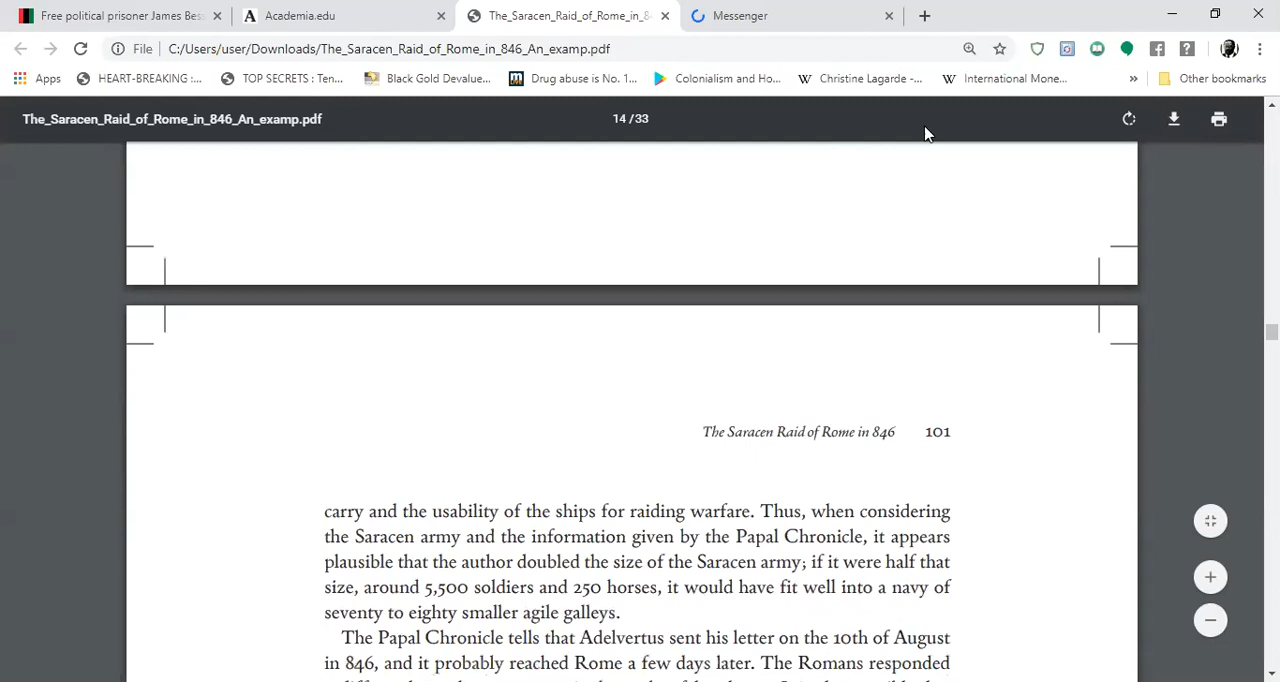 Free political prisoner James Bess
Academia.edu
The_Saracen_Raid_of_Rome_in_8
Messenger
File C:/Users/user/Downloads/The_Saracen_Raid_of_Rome_in_846_An_examp.pdf
Apps HEART-BREAKING :... TOP SECRETS : Ten... Black Gold Devalue... Drug abuse is No. 1... Colonialism and Ho... Christine Lagarde -... International Mone... » Other bookmarks
The_Saracen_Raid_of_Rome_in_846_An_examp.pdf 14 / 33
The Saracen Raid of Rome in 846 101
carry and the usability of the ships for raiding warfare. Thus, when considering
the Saracen army and the information given by the Papal Chronicle, it appears
plausible that the author doubled the size of the Saracen army; if it were half that
size, around 5,500 soldiers and 250 horses, it would have fit well into a navy of
seventy to eighty smaller agile galleys.
The Papal Chronicle tells that Adelvertus sent his letter on the 10th of August
in 846, and it probably reached Rome a few days later. The Romans responded